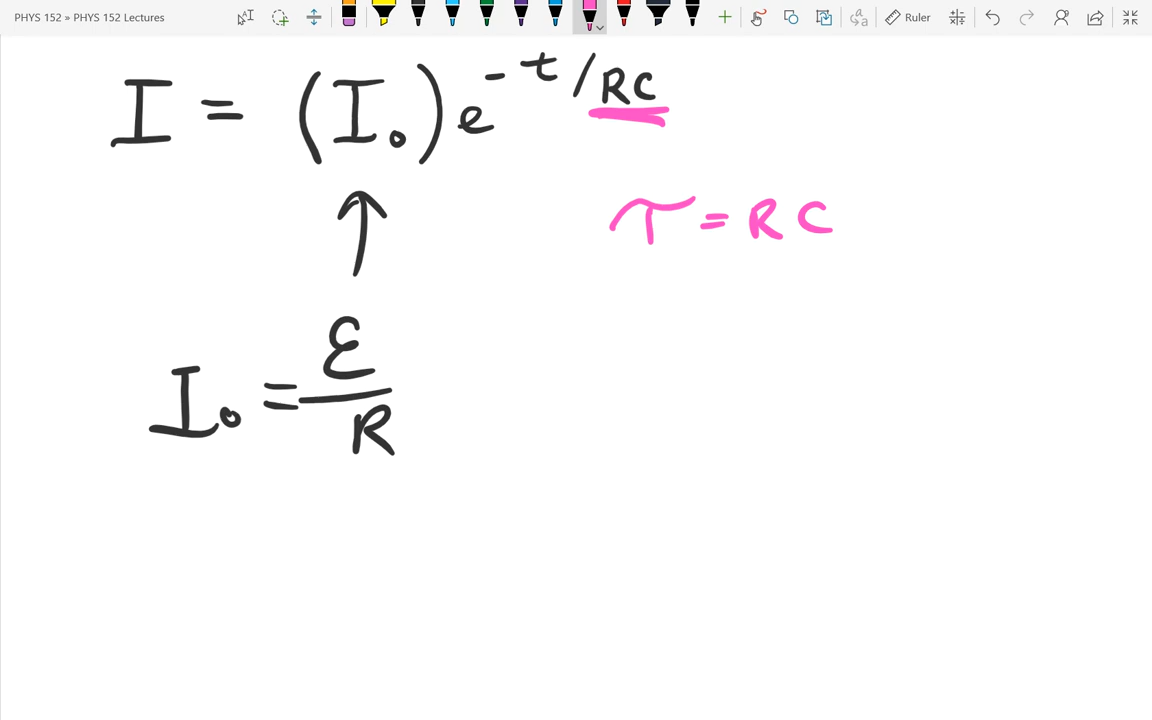 PHYS 152 » PHYS 152 Lectures Ruler
I = (I₀) e^{-t/RC}
τ = RC
I₀ = ℰ/R